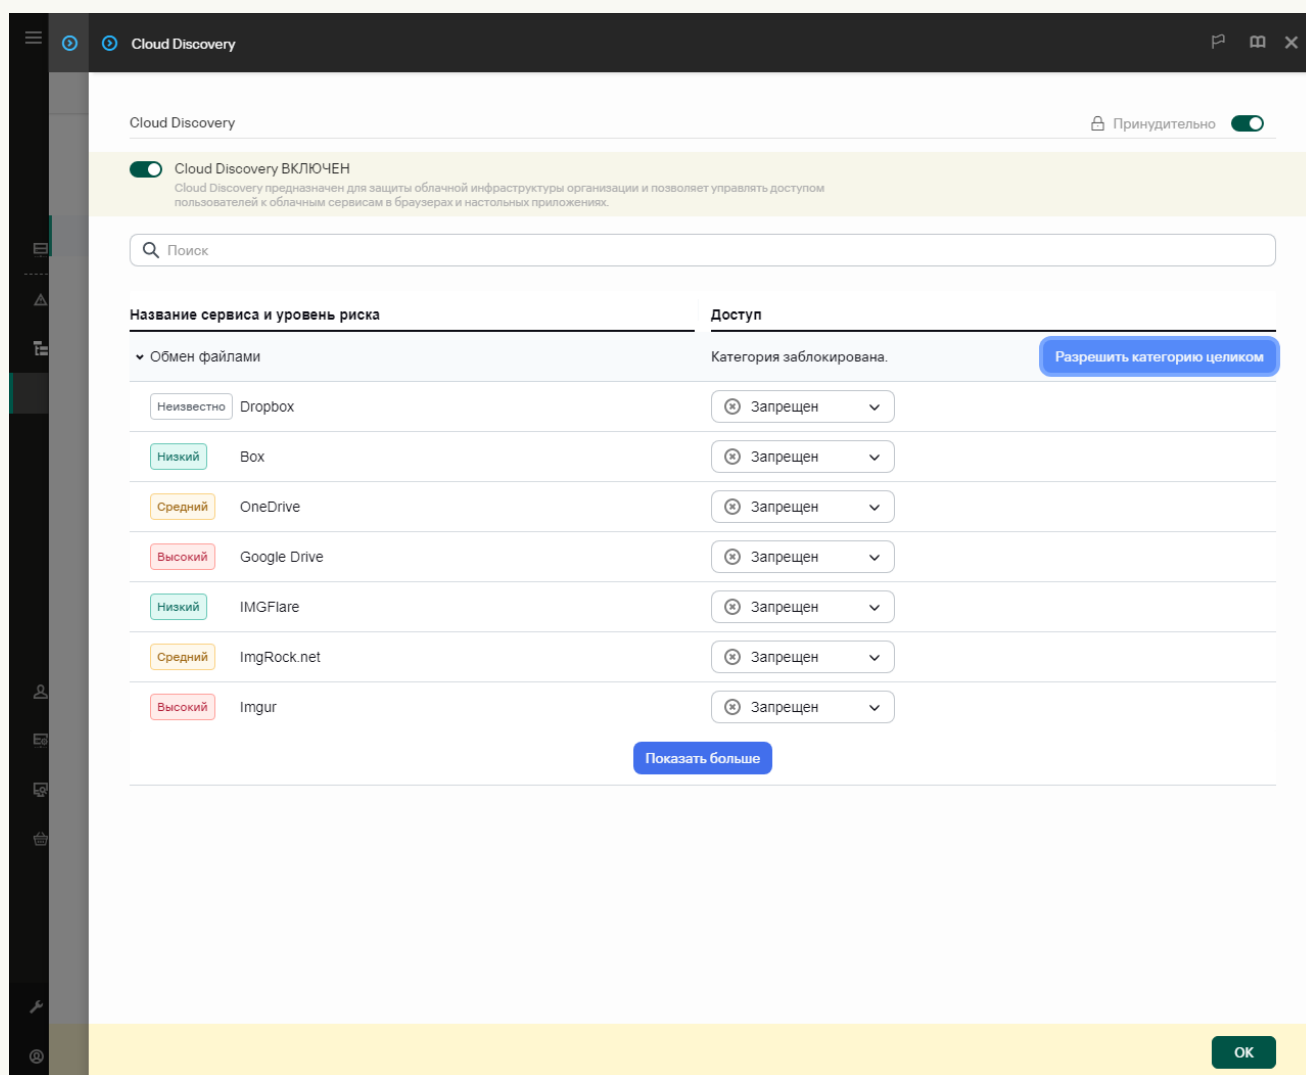 Cloud Discovery
Cloud Discovery
Принудительно
Cloud Discovery ВКЛЮЧЕН
Cloud Discovery предназначен для защиты облачной инфраструктуры организации и позволяет управлять доступом
пользователей к облачным сервисам в браузерах и настольных приложениях.
Поиск
Название сервиса и уровень риска
Доступ
Обмен файлами
Категория заблокирована.
Разрешить категорию целиком
Неизвестно Dropbox
Запрещен
Низкий Box
Запрещен
Средний OneDrive
Запрещен
Высокий Google Drive
Запрещен
Низкий IMGFlare
Запрещен
Средний ImgRock.net
Запрещен
Высокий Imgur
Запрещен
Показать больше
OK